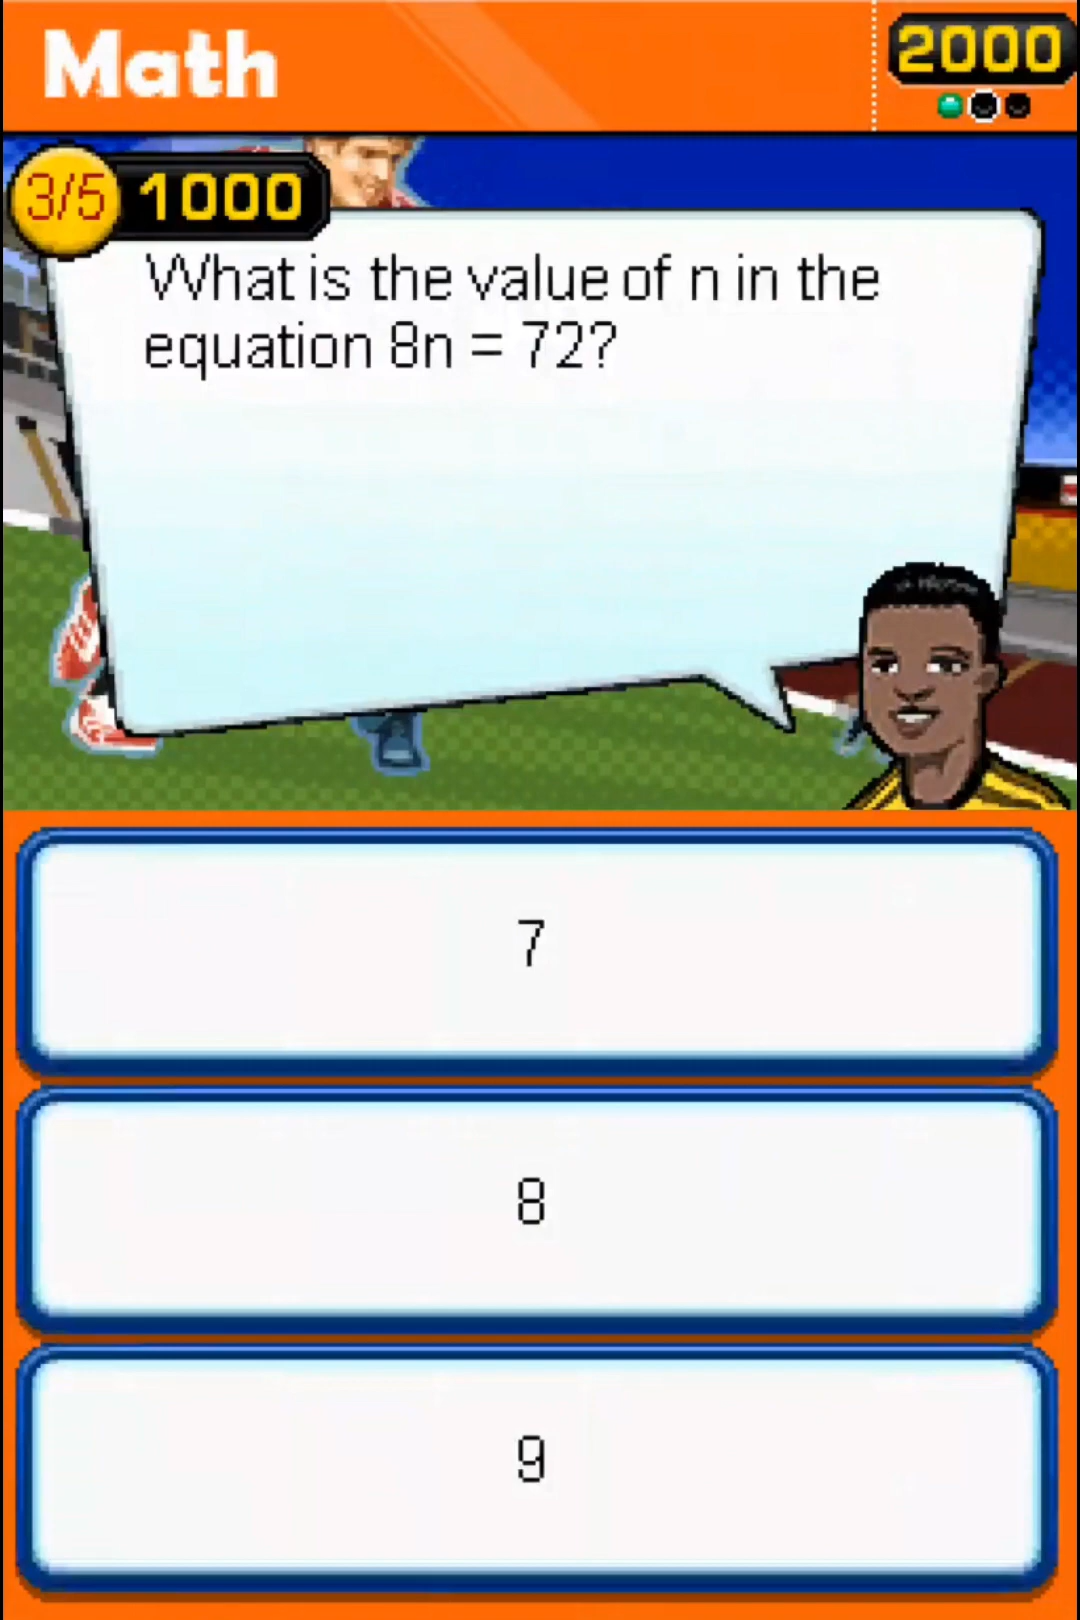 Math
2000
3/5 1000
What is the value of n in the
equation 8n = 72?
7
8
9